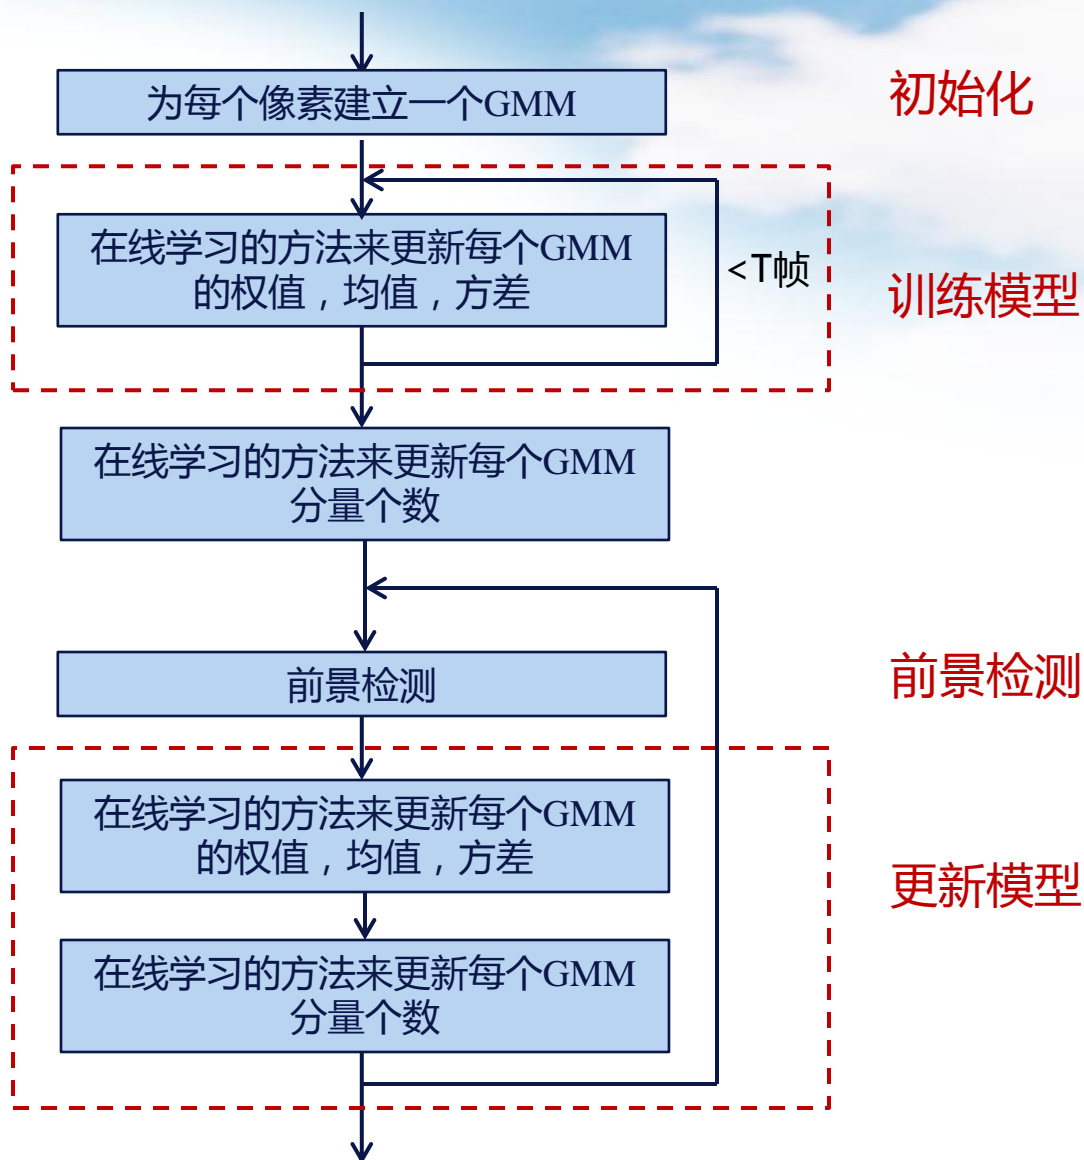 为每个像素建立一个GMM
初始化
在线学习的方法来更新每个GMM
的权值，均值，方差
<T帧
训练模型
在线学习的方法来更新每个GMM
分量个数
前景检测
前景检测
在线学习的方法来更新每个GMM
的权值，均值，方差
更新模型
在线学习的方法来更新每个GMM
分量个数